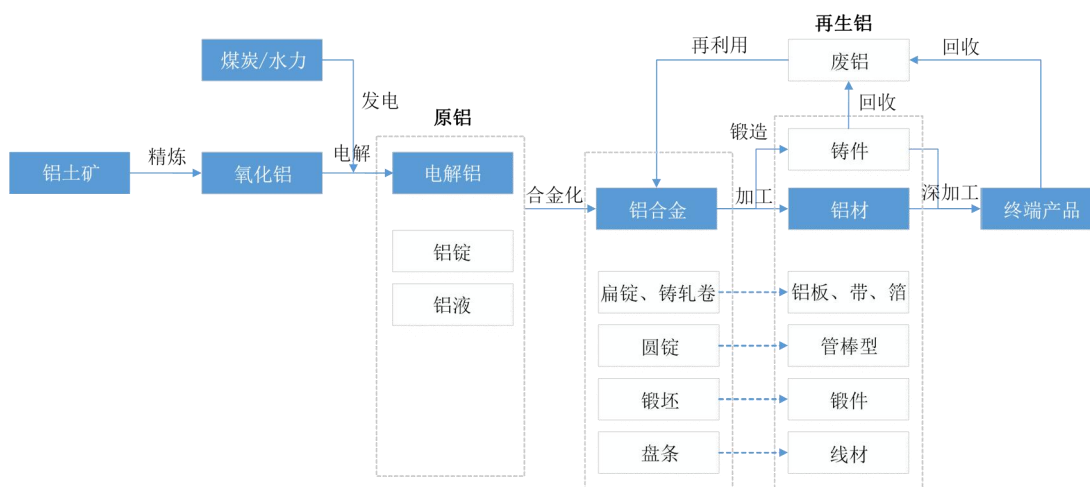 再生铝
煤炭/水力
再利用
废铝
回收
发电
回收
原铝
锻造
铸件
精炼
电解
铝土矿
氧化铝
电解铝
合金化
铝合金
加工
铝材
深加工
终端产品
铝锭
铝液
扁锭、铸轧卷
铝板、带、箔
圆锭
管棒型
锻坯
锻件
盘条
线材